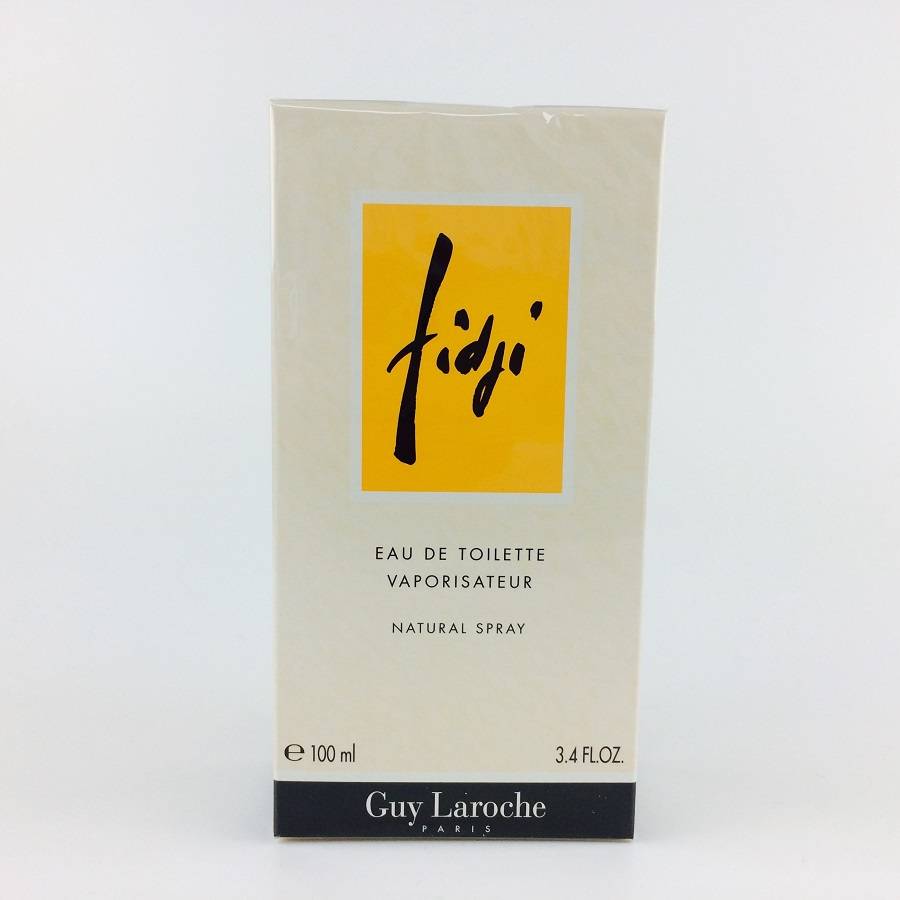 fidji
EAU DE TOILETTE
VAPORISATEUR
NATURAL SPRAY
℮ 100 ml 3.4 FL.OZ.
Guy Laroche
PARIS